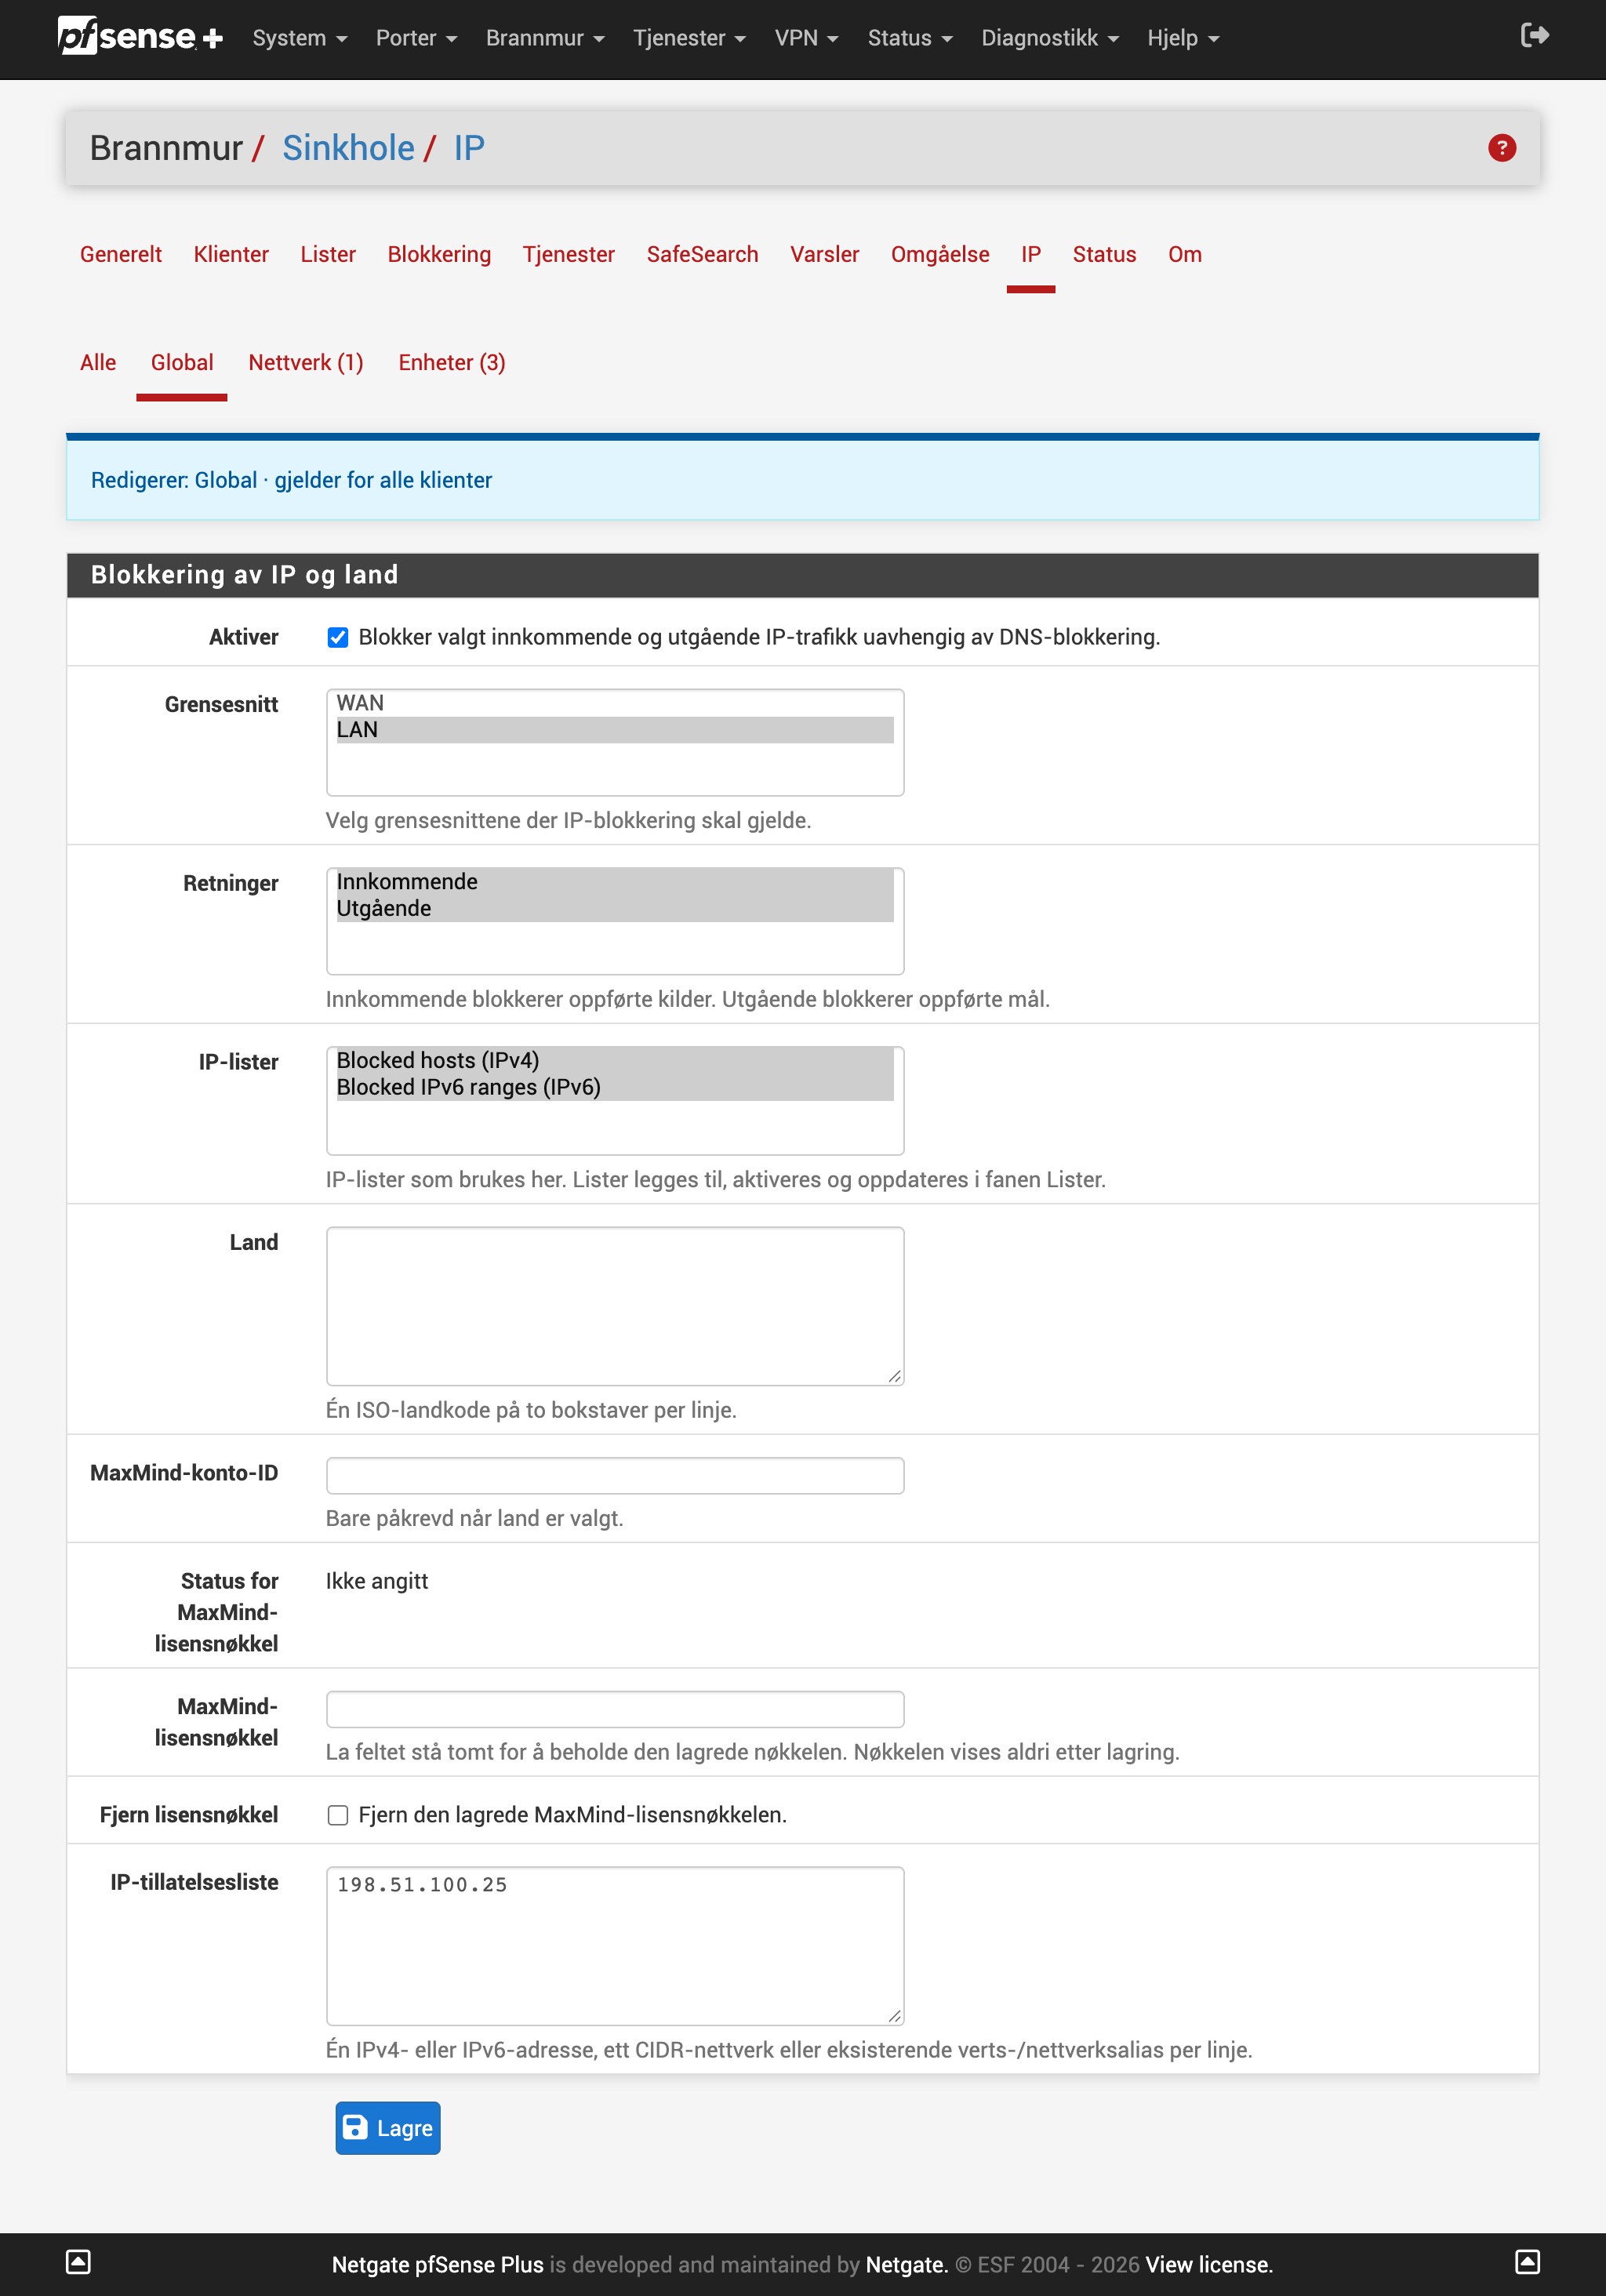 pfsense +
System
Porter
Brannmur
Tjenester
VPN
Status
Diagnostikk
Hjelp
Brannmur / Sinkhole / IP
?
Generelt
Klienter
Lister
Blokkering
Tjenester
SafeSearch
Varsler
Omgåelse
IP
Status
Om
Alle
Global
Nettverk (1)
Enheter (3)
Redigerer: Global · gjelder for alle klienter
Blokkering av IP og land
Aktiver
Blokker valgt innkommende og utgående IP-trafikk uavhengig av DNS-blokkering.
Grensesnitt
WAN
LAN
Velg grensesnittene der IP-blokkering skal gjelde.
Retninger
Innkommende
Utgående
Innkommende blokkerer oppførte kilder. Utgående blokkerer oppførte mål.
IP-lister
Blocked hosts (IPv4)
Blocked IPv6 ranges (IPv6)
IP-lister som brukes her. Lister legges til, aktiveres og oppdateres i fanen Lister.
Land
Én ISO-landkode på to bokstaver per linje.
MaxMind-konto-ID
Bare påkrevd når land er valgt.
Status for
MaxMind-
lisensnøkkel
Ikke angitt
MaxMind-
lisensnøkkel
La feltet stå tomt for å beholde den lagrede nøkkelen. Nøkkelen vises aldri etter lagring.
Fjern lisensnøkkel
Fjern den lagrede MaxMind-lisensnøkkelen.
IP-tillatelsesliste
198.51.100.25
Én IPv4- eller IPv6-adresse, ett CIDR-nettverk eller eksisterende verts-/nettverksalias per linje.
Lagre
Netgate pfSense Plus is developed and maintained by Netgate. © ESF 2004 - 2026 View license.